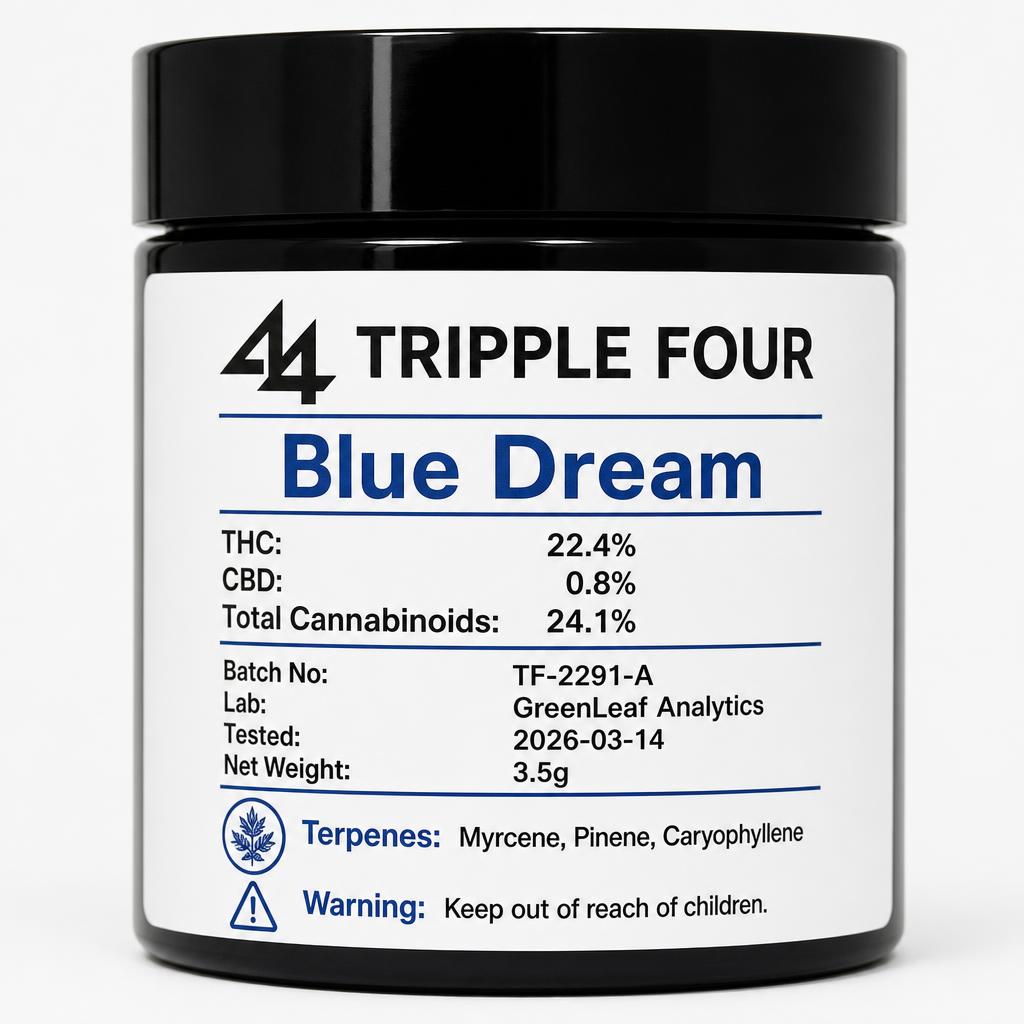 44 TRIPPLE FOUR
Blue Dream
THC: 22.4%
CBD: 0.8%
Total Cannabinoids: 24.1%
Batch No: TF-2291-A
Lab: GreenLeaf Analytics
Tested: 2026-03-14
Net Weight: 3.5g
Terpenes: Myrcene, Pinene, Caryophyllene
Warning: Keep out of reach of children.